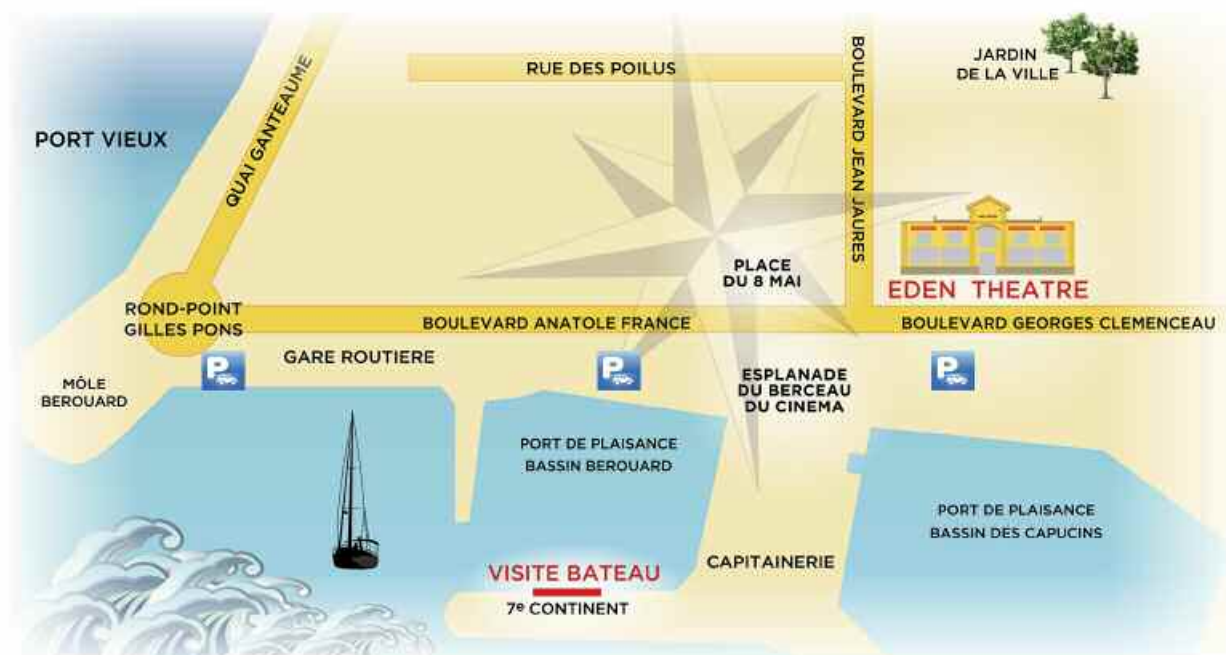 RUE DES POILUS
BOULEVARD JEAN JAURES
JARDIN
DE LA VILLE
PORT VIEUX
QUAI GANTEAUME
PLACE
DU 8 MAI
EDEN THEATRE
ROND-POINT
GILLES PONS
BOULEVARD ANATOLE FRANCE
BOULEVARD GEORGES CLEMENCEAU
GARE ROUTIERE
P
P
P
MÔLE
BEROUARD
ESPLANADE
DU BERCEAU
DU CINEMA
PORT DE PLAISANCE
BASSIN BEROUARD
PORT DE PLAISANCE
BASSIN DES CAPUCINS
CAPITAINERIE
VISITE BATEAU
7e CONTINENT